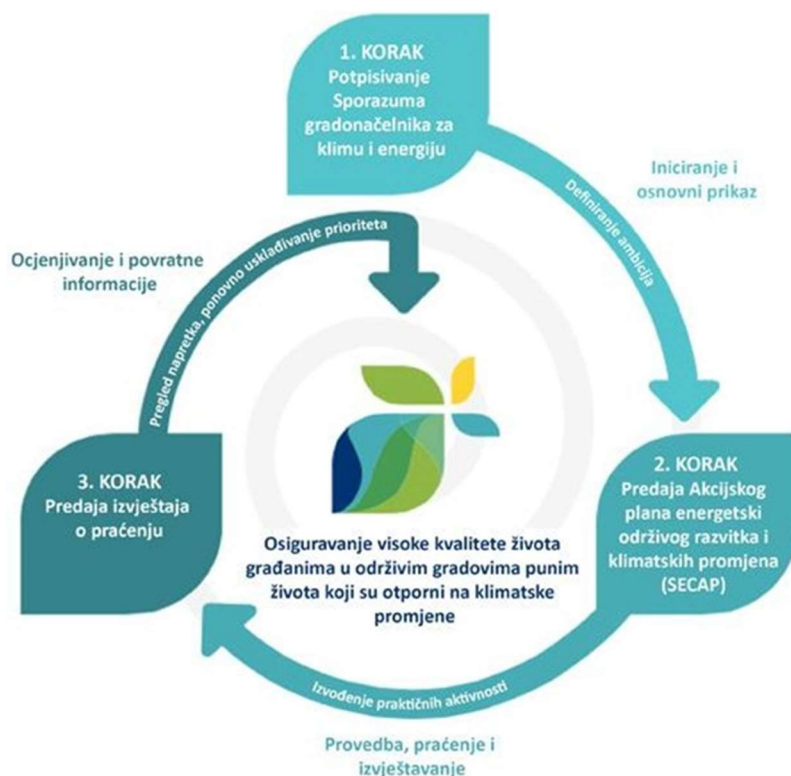 1. KORAK
Potpisivanje
Sporazuma
gradonačelnika za
klimu i energiju
Iniciranje i
osnovni prikaz
Definiranje ambicija
Ocjenjivanje i povratne
informacije
Pregled napretka, ponovno usklađivanje prioriteta
2. KORAK
Predaja Akcijskog
plana energetski
održivog razvitka i
klimatskih promjena
(SECAP)
3. KORAK
Predaja izvještaja
o praćenju
Osiguravanje visoke kvalitete života
građanima u održivim gradovima punim
života koji su otporni na klimatske
promjene
Izvođenje praktičnih aktivnosti
Provedba, praćenje i
izvještavanje